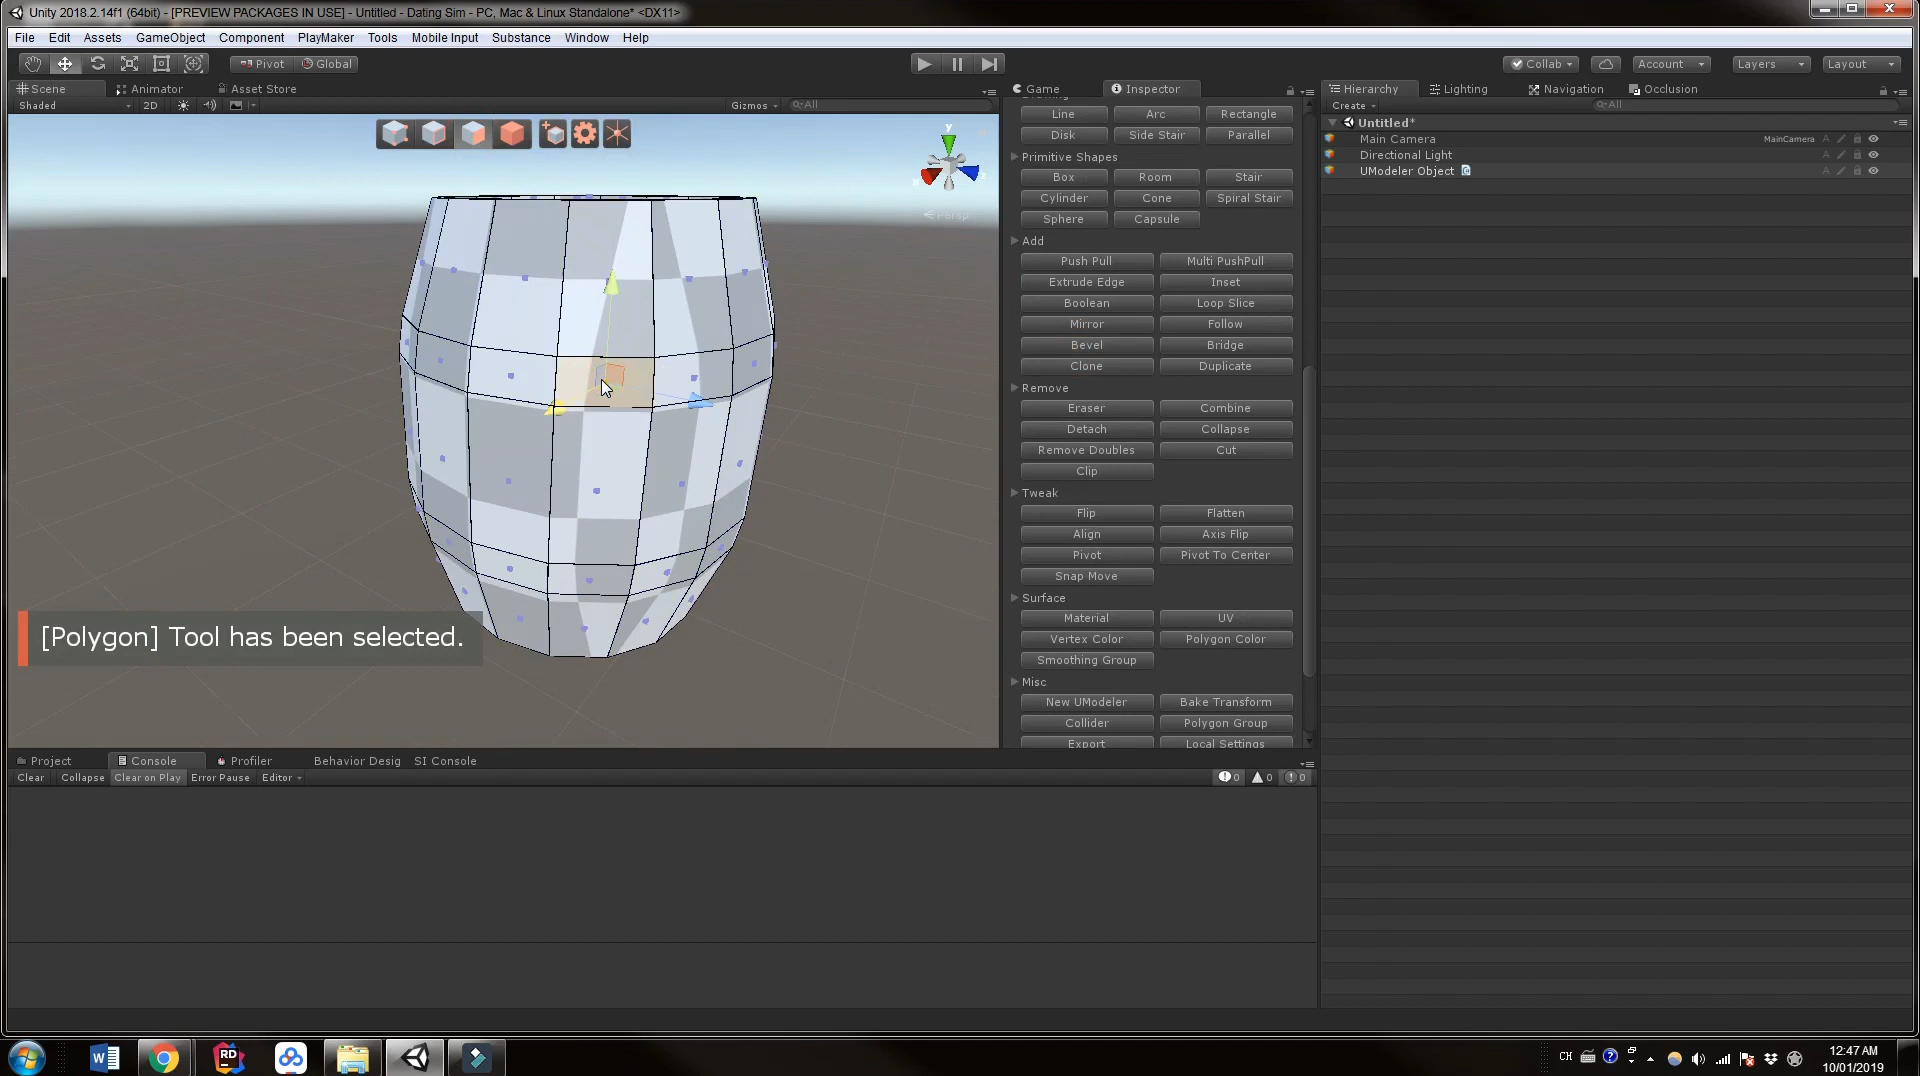 Unity 2018.2.14f1 (64bit) - [PREVIEW PACKAGES IN USE] - Untitled - Dating Sim - PC, Mac & Linux Standalone* <DX11>
File Edit Assets GameObject Component PlayMaker Tools Mobile Input Substance Window Help
Pivot Global Collab Account Layers Layout
Scene Animator Asset Store Game Inspector Hierarchy Lighting Navigation Occlusion
Shaded 2D Gizmos All Create All
Line Arc Rectangle
Disk Side Stair Parallel
Primitive Shapes
Box Room Stair
Cylinder Cone Spiral Stair
Sphere Capsule
Add
Push Pull Multi PushPull
Extrude Edge Inset
Boolean Loop Slice
Mirror Follow
Bevel Bridge
Clone Duplicate
Remove
Eraser Combine
Detach Collapse
Remove Doubles Cut
Clip
Tweak
Flip Flatten
Align Axis Flip
Pivot Pivot To Center
Snap Move
Surface
Material UV
Vertex Color Polygon Color
Smoothing Group
Misc
New UModeler Bake Transform
Collider Polygon Group
Export Local Settings
Untitled*
Main Camera MainCamera
Directional Light
UModeler Object
y
Persp
[Polygon] Tool has been selected.
Project Console Profiler Behavior Desig SI Console
Clear Collapse Clear on Play Error Pause Editor 0 0 0
W RD CH 12:47 AM
10/01/2019